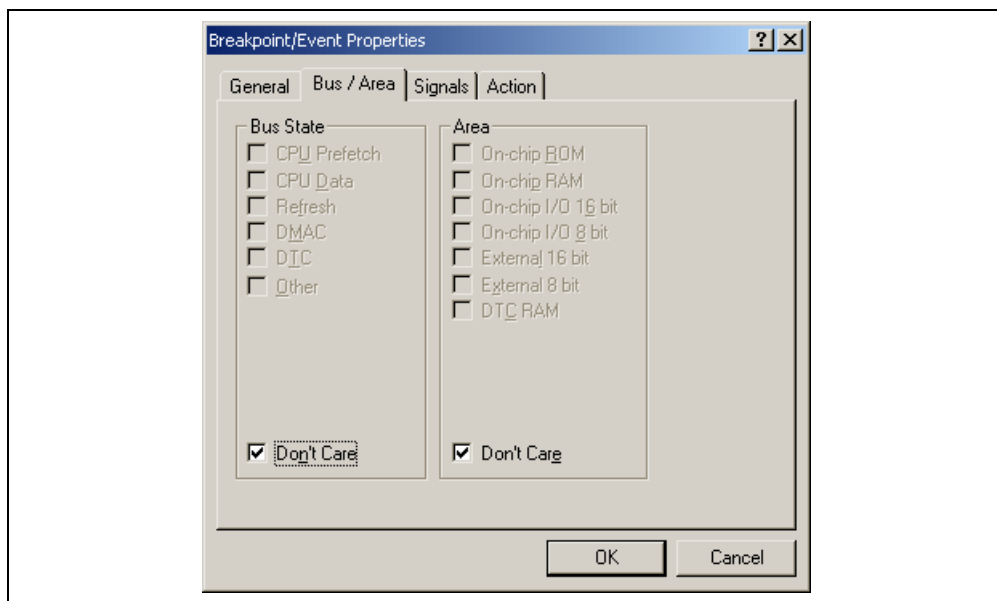 Breakpoint/Event Properties
General
Bus / Area
Signals
Action
Bus State
CPU Prefetch
CPU Data
Refresh
DMAC
DTC
Other
Don't Care
Area
On-chip ROM
On-chip RAM
On-chip I/O 16 bit
On-chip I/O 8 bit
External 16 bit
External 8 bit
DTC RAM
Don't Care
OK
Cancel